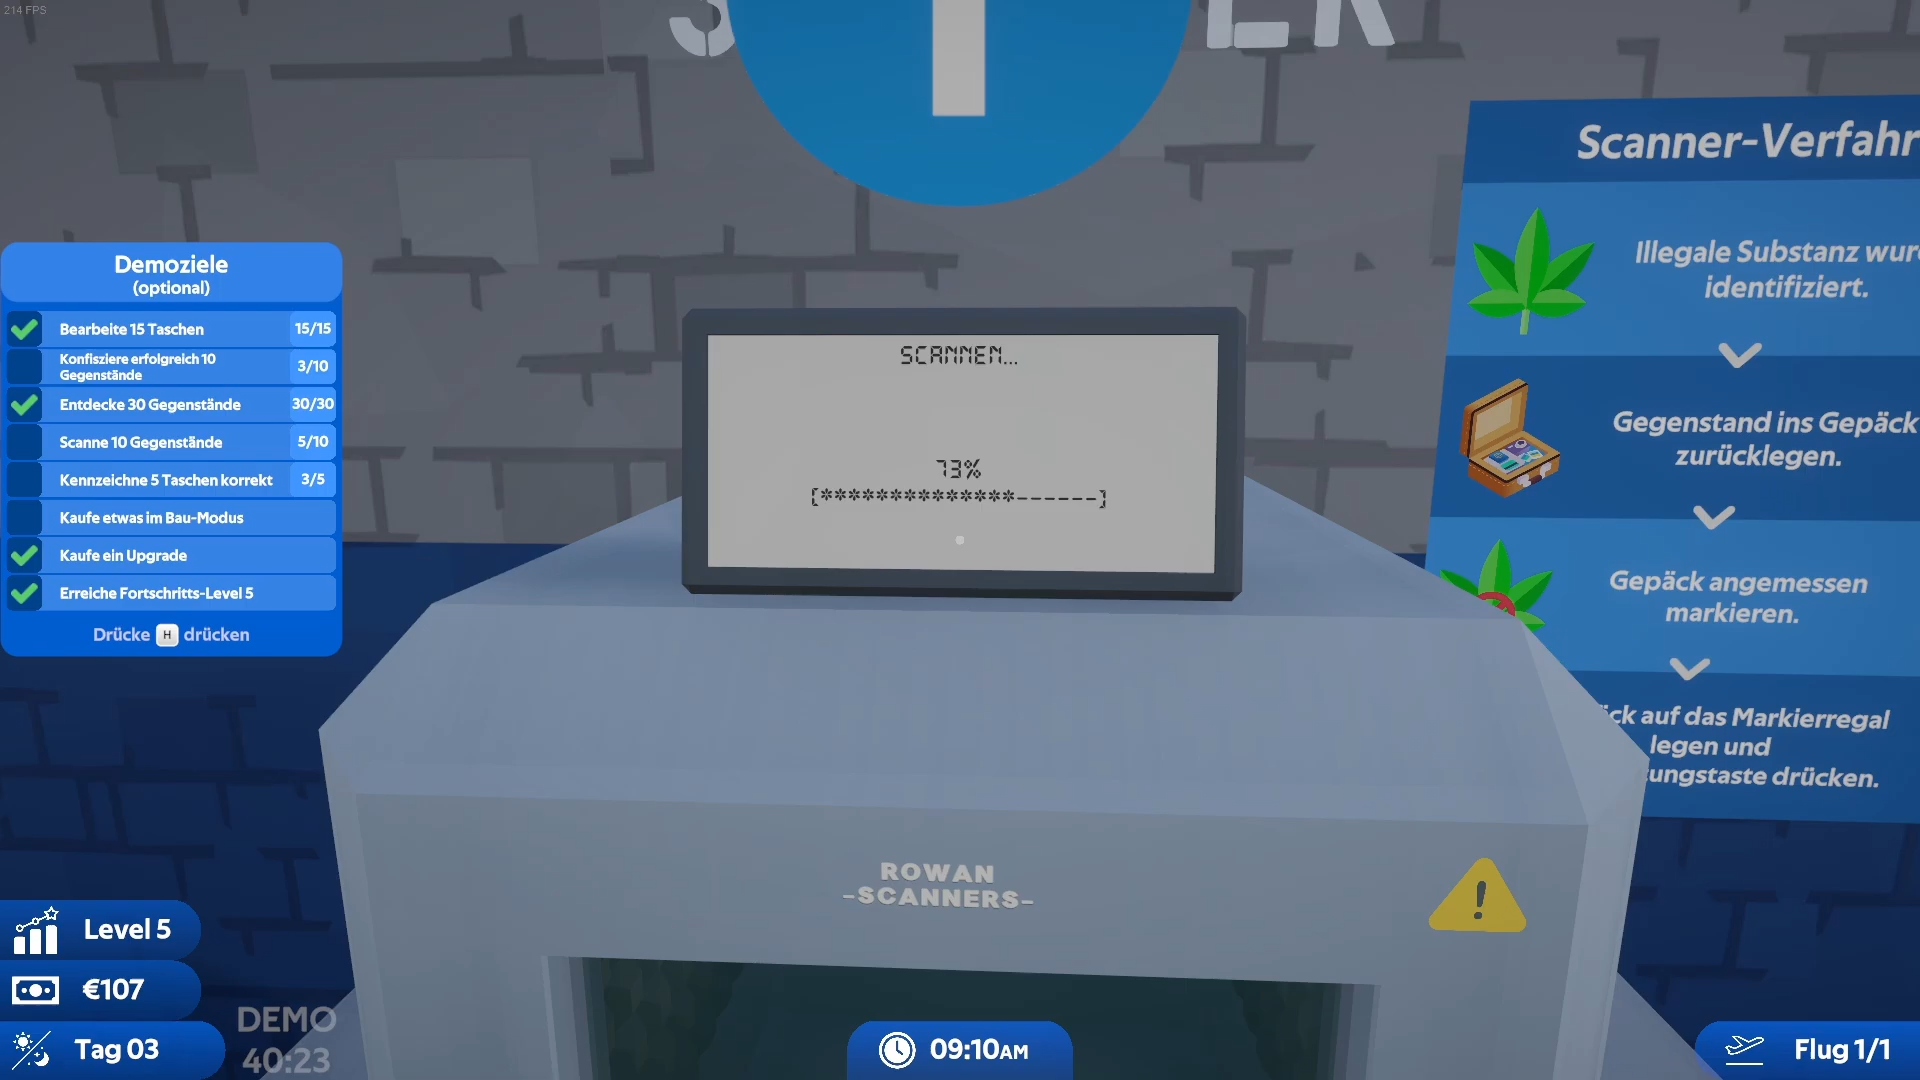 214 FPS
Demoziele
(optional)
Bearbeite 15 Taschen 15/15
Konfisziere erfolgreich 10
Gegenstände 3/10
Entdecke 30 Gegenstände 30/30
Scanne 10 Gegenstände 5/10
Kennzeichne 5 Taschen korrekt 3/5
Kaufe etwas im Bau-Modus
Kaufe ein Upgrade
Erreiche Fortschritts-Level 5
Drücke H drücken
SCANNEN...
73%
[**************------]
ROWAN
-SCANNERS-
Scanner-Verfahr
Illegale Substanz wur
identifiziert.
Gegenstand ins Gepäck
zurücklegen.
Gepäck angemessen
markieren.
ck auf das Markierregal
legen und
tungstaste drücken.
Level 5
€107
Tag 03
DEMO
40:23
09:10AM
Flug 1/1